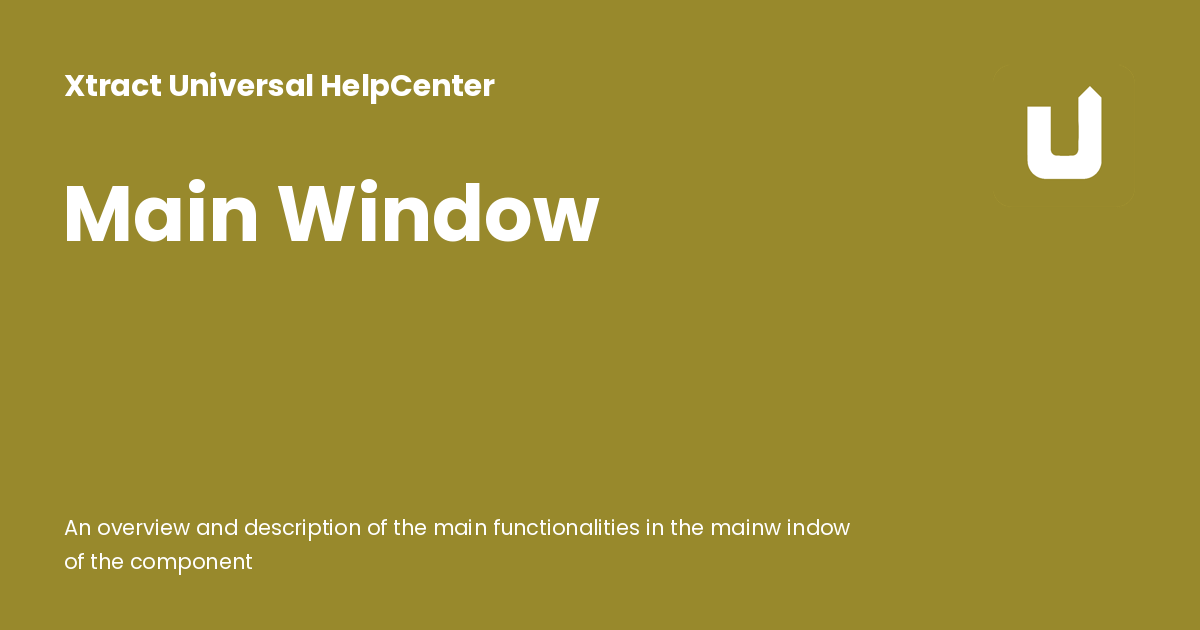 Xtract Universal HelpCenter
Main Window
An overview and description of the main functionalities in the mainw indow
of the component